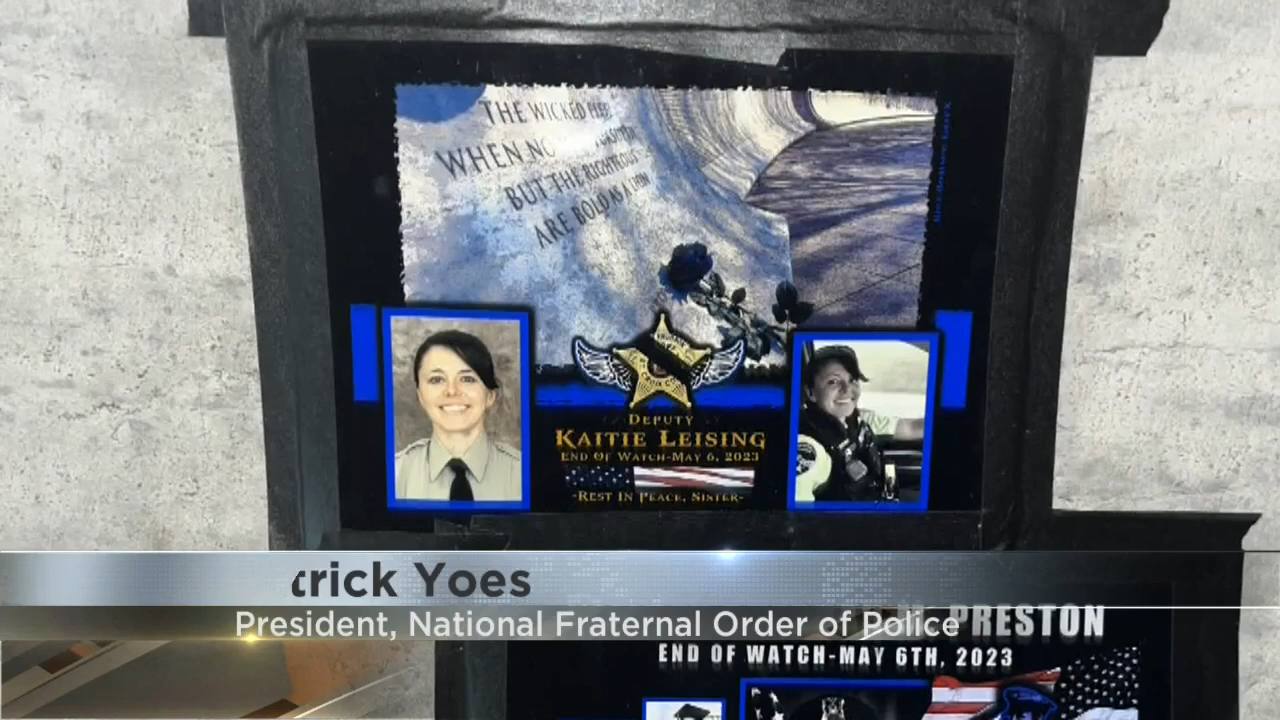 THE WICKED FLEE
WHEN NO
BUT THE RIGHTEOUS
ARE BOLD AS A LION
DEPUTY
KAITIE LEISING
END OF WATCH-MAY 6, 2023
-REST IN PEACE, SISTER-
trick Yoes
President, National Fraternal Order of Police
PRESTON
END OF WATCH-MAY 6TH, 2023